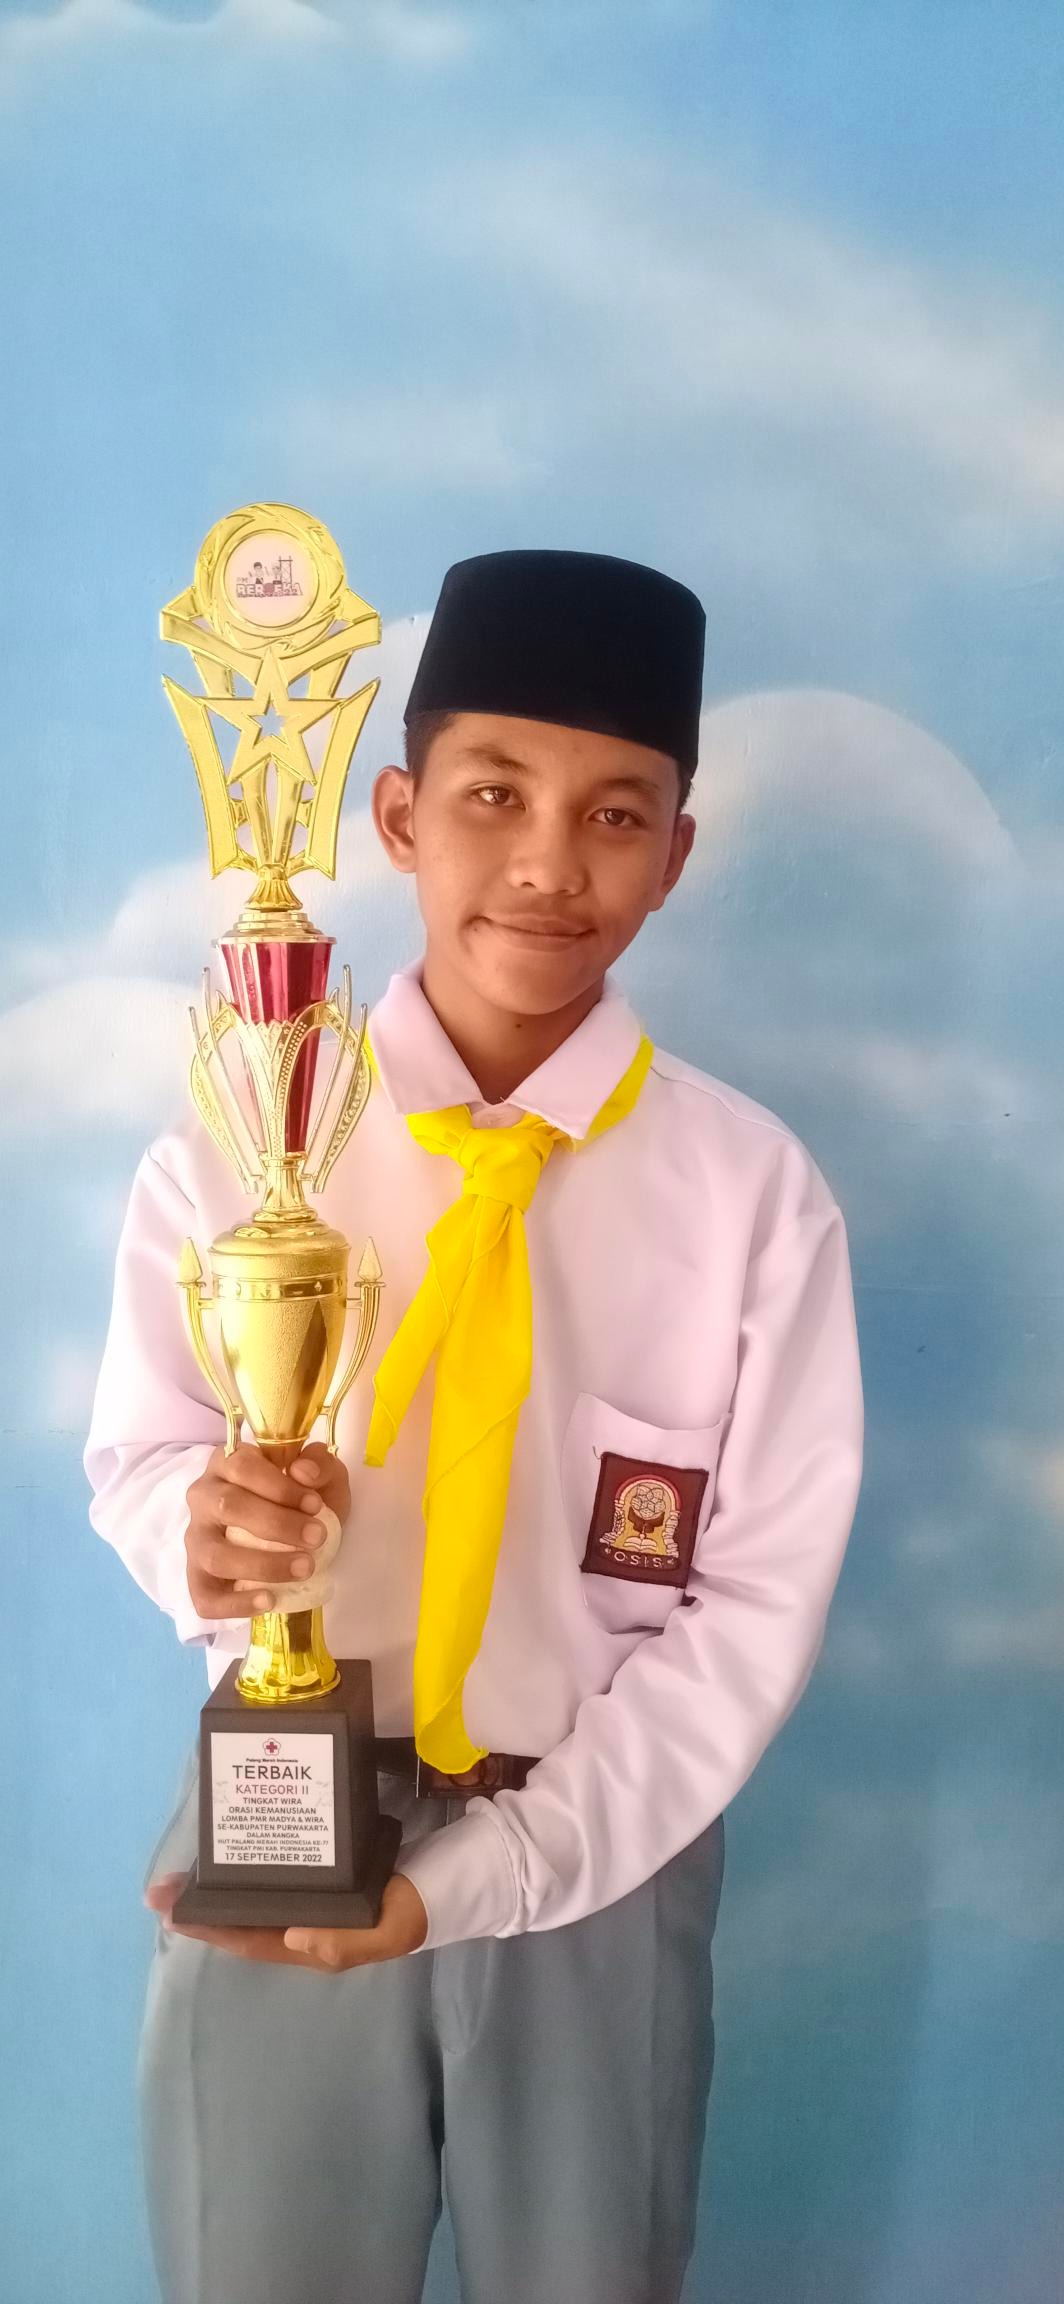 OSIS
Palang Merah Indonesia
TERBAIK
KATEGORI II
TINGKAT WIRA
ORASI KEMANUSIAAN
LOMBA PMR MADYA & WIRA
SE-KABUPATEN PURWAKARTA
DALAM RANGKA
HUT PALANG MERAH INDONESIA KE-77
TINGKAT PMI KAB. PURWAKARTA
17 SEPTEMBER 2022